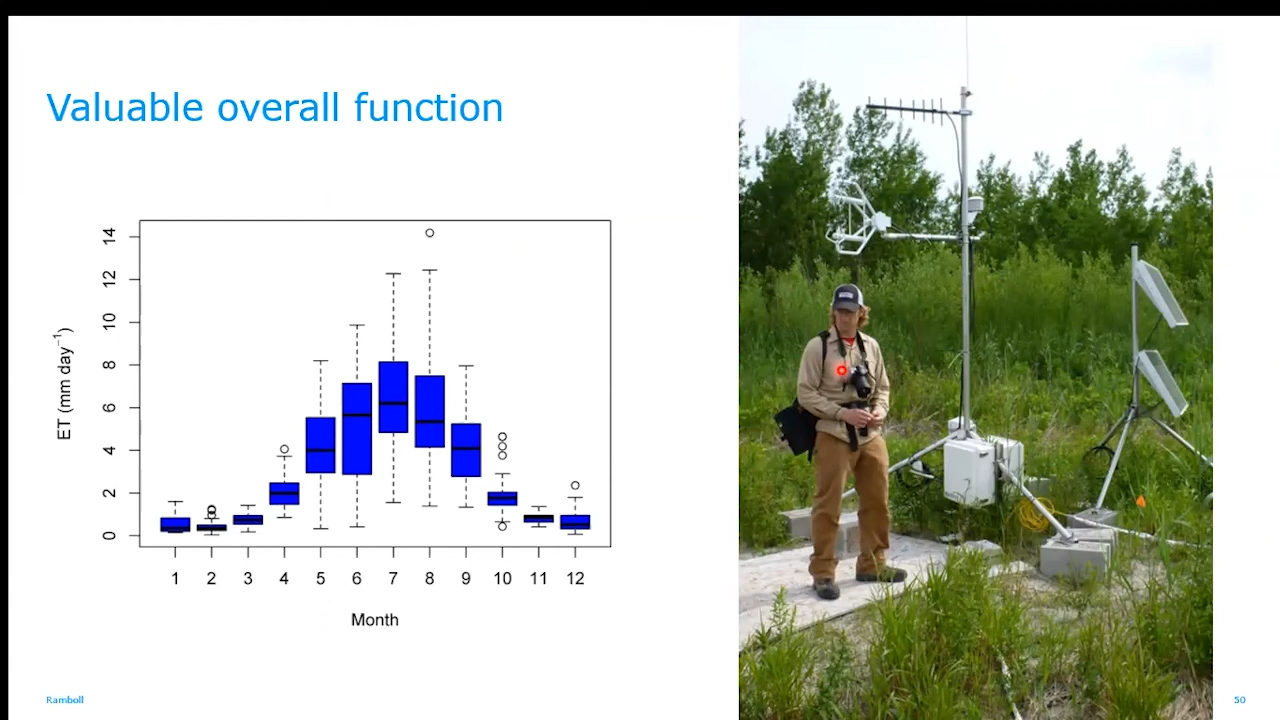 Valuable overall function
14
12
10
8
6
4
2
0
ET (mm day⁻¹)
1 2 3 4 5 6 7 8 9 10 11 12
Month
Ramboll
50